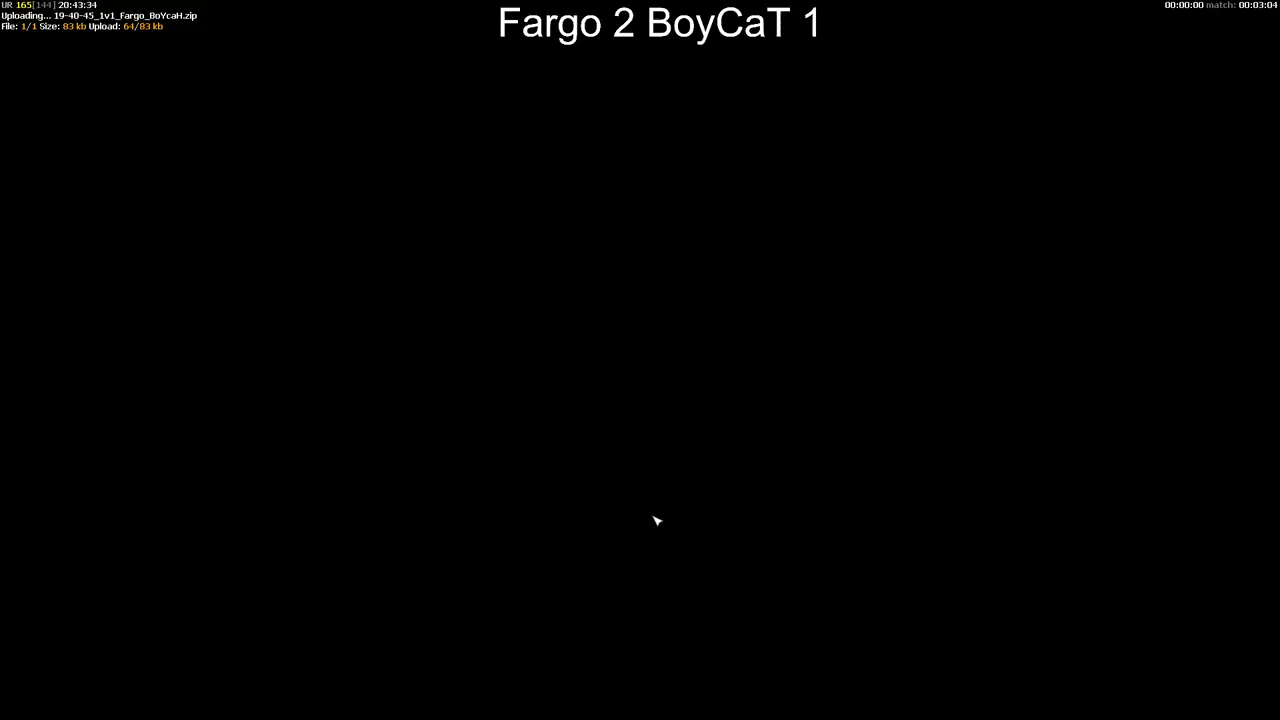 UR 165[144] 20:43:34
Uploading... 19-40-45_1v1_Fargo_BoYcaH.zip
File: 1/1 Size: 83 kb Upload: 64/83 kb
Fargo 2 BoyCaT 1
00:00:00 match: 00:03:04